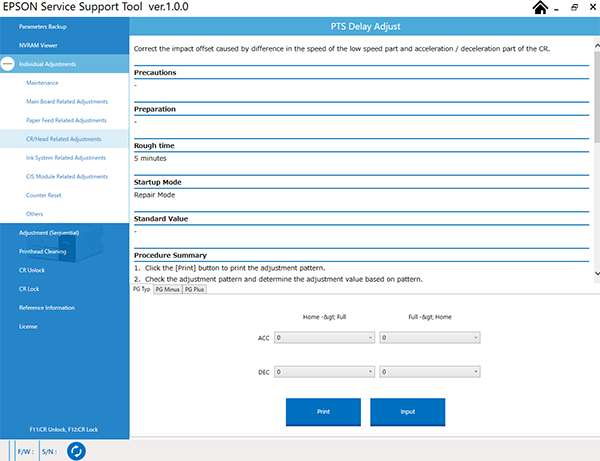 EPSON Service Support Tool ver.1.0.0
Parameters Backup
NVRAM Viewer
Individual Adjustments
Maintenance
Main Board Related Adjustments
Paper Feed Related Adjustments
CR/Head Related Adjustments
Ink System Related Adjustments
CIS Module Related Adjustments
Counter Reset
Others
Adjustment (Sequential)
Printhead Cleaning
CR Unlock
CR Lock
Reference Information
License
F11:CR Unlock, F12:CR Lock
PTS Delay Adjust
Correct the impact offset caused by difference in the speed of the low speed part and acceleration / deceleration part of the CR.
Precautions
-
Preparation
-
Rough time
5 minutes
Startup Mode
Repair Mode
Standard Value
-
Procedure Summary
1. Click the [Print] button to print the adjustment pattern.
2. Check the adjustment pattern and determine the adjustment value based on pattern.
PG Typ PG Minus PG Plus
Home -&gt; Full Full -&gt; Home
ACC 0 0
DEC 0 0
Print Input
F/W : S/N :